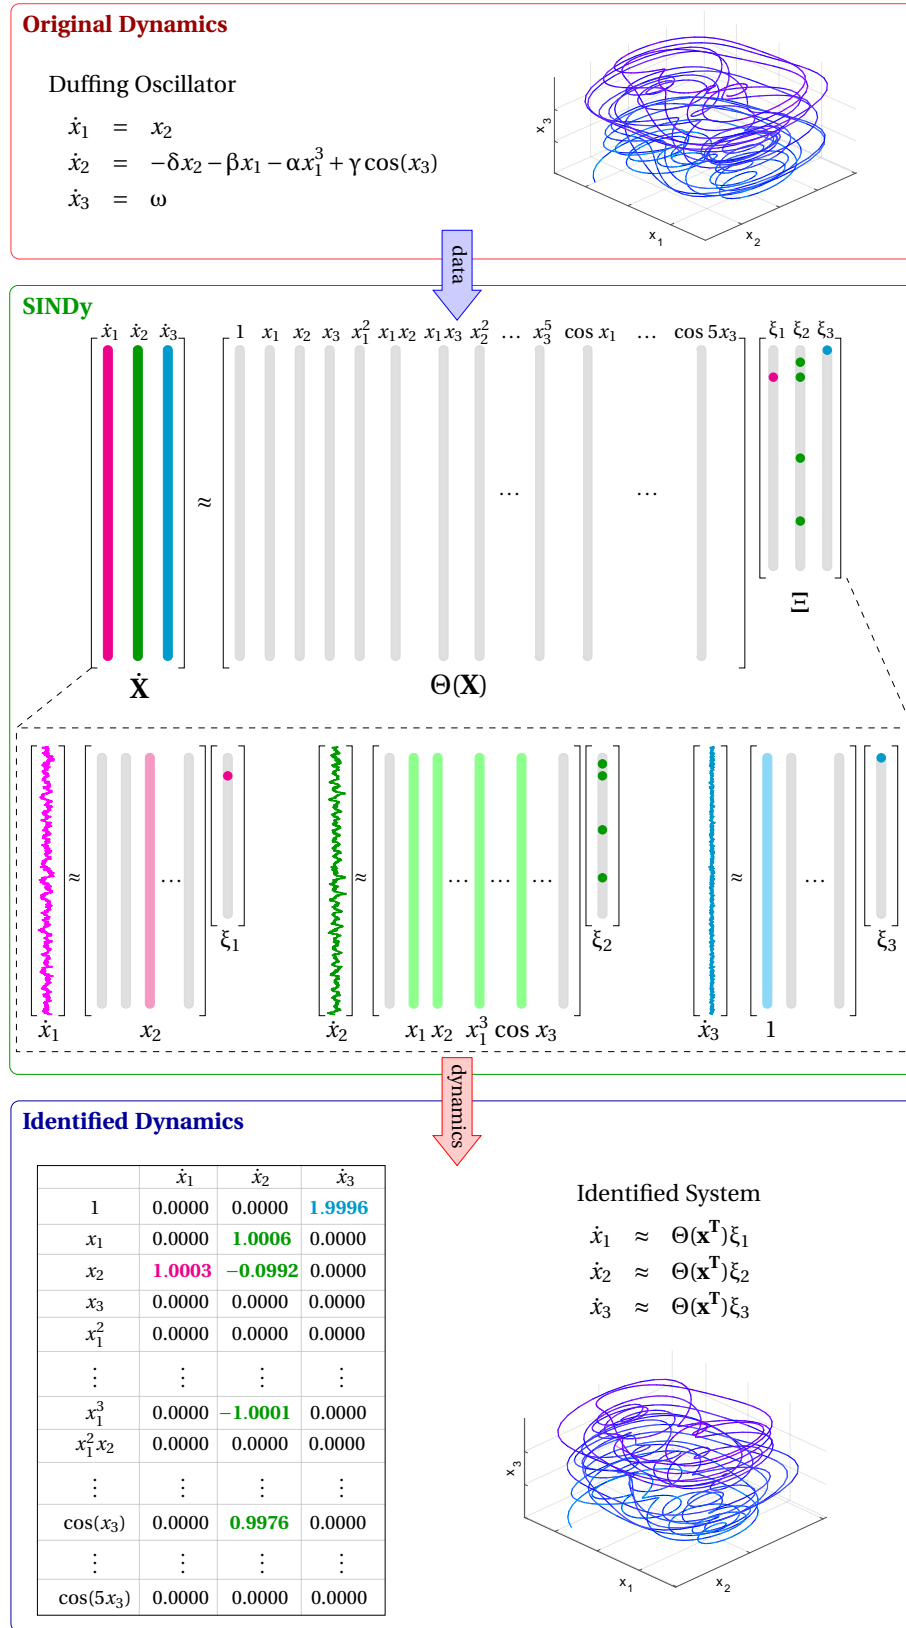 Original Dynamics
Duffing Oscillator
ẋ₁ = x₂
ẋ₂ = −δx₂ − βx₁ − αx₁³ + γ cos(x₃)
ẋ₃ = ω
x₃
x₁
x₂
data
SINDy
ẋ₁ ẋ₂ ẋ₃
1 x₁ x₂ x₃ x₁² x₁x₂ x₁x₃ x₂² … x₃⁵ cos x₁ … cos 5x₃
ξ₁ ξ₂ ξ₃
≈
… …
Ξ
Ẋ
Θ(X)
≈ … ≈ … … … ≈ …
ξ₁ ξ₂ ξ₃
ẋ₁ x₂ ẋ₂ x₁ x₂ x₁³ cos x₃ ẋ₃ 1
dynamics
Identified Dynamics
ẋ₁ ẋ₂ ẋ₃
1 0.0000 0.0000 1.9996
x₁ 0.0000 1.0006 0.0000
x₂ 1.0003 −0.0992 0.0000
x₃ 0.0000 0.0000 0.0000
x₁² 0.0000 0.0000 0.0000
⋮ ⋮ ⋮ ⋮
x₁³ 0.0000 −1.0001 0.0000
x₁²x₂ 0.0000 0.0000 0.0000
⋮ ⋮ ⋮ ⋮
cos(x₃) 0.0000 0.9976 0.0000
⋮ ⋮ ⋮ ⋮
cos(5x₃) 0.0000 0.0000 0.0000
Identified System
ẋ₁ ≈ Θ(xᵀ)ξ₁
ẋ₂ ≈ Θ(xᵀ)ξ₂
ẋ₃ ≈ Θ(xᵀ)ξ₃
x₃
x₁
x₂